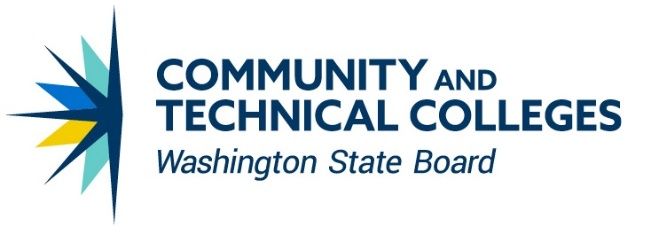 COMMUNITY AND
TECHNICAL COLLEGES
Washington State Board